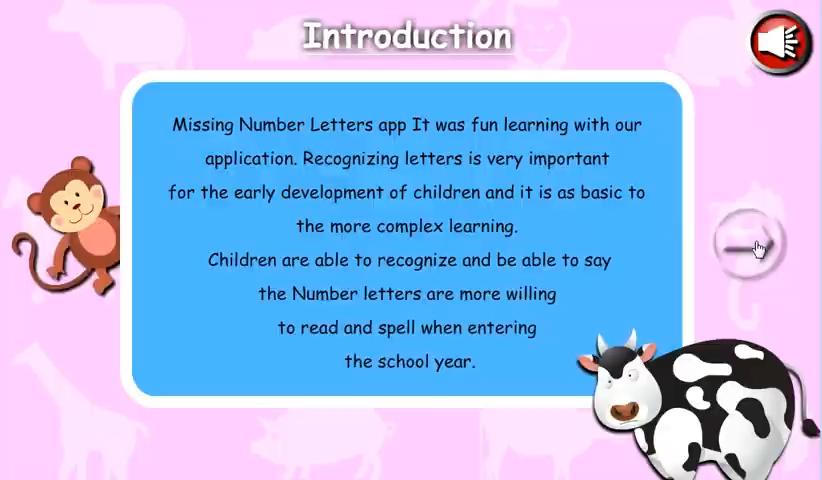 Introduction
Missing Number Letters app It was fun learning with our
application. Recognizing letters is very important
for the early development of children and it is as basic to
the more complex learning.
Children are able to recognize and be able to say
the Number letters are more willing
to read and spell when entering
the school year.